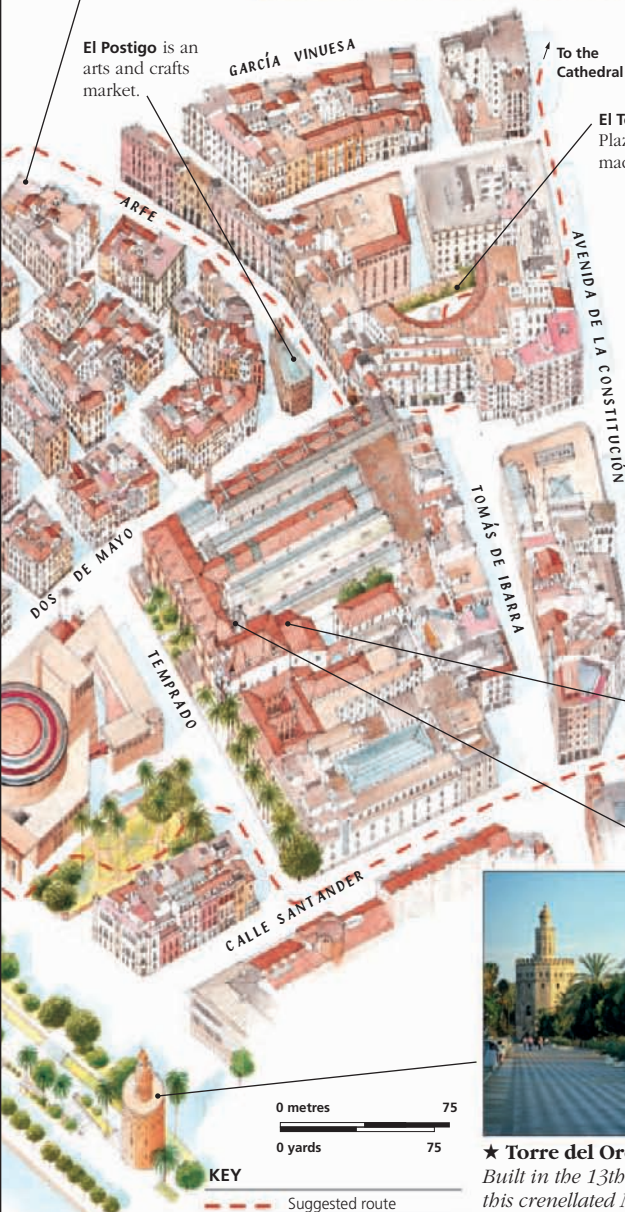 El Postigo is an
arts and crafts
market.
GARCÍA VINUESA
To the
Cathedral
El
ARFE
AVENIDA DE LA CONSTITUCIÓN
TOMÁS DE IBARRA
DOS DE MAYO
TEMPRADO
CALLE SANTANDER
0 metres 75
0 yards 75
KEY
Suggested route
★ Torre del Oro
Built in the 13th
this crenellated